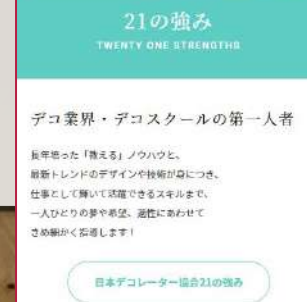 21の強み
TWENTY ONE STRENGTHS
デコ業界・デコスクールの第一人者
長年培った「教える」ノウハウと、
最新トレンドのデザインや技術が身につき、
仕事として輝いて活躍できるスキルまで、
一人ひとりの夢や希望、適性にあわせて
きめ細かく指導します！
日本デコレーター協会21の強み